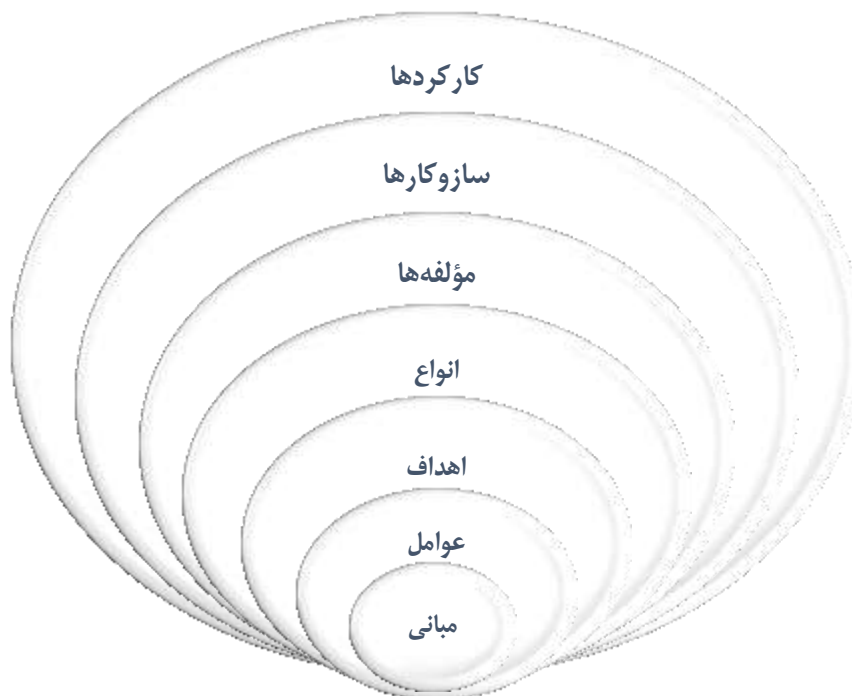 کارکردها
سازوکارها
مؤلفه‌ها
انواع
اهداف
عوامل
مبانی